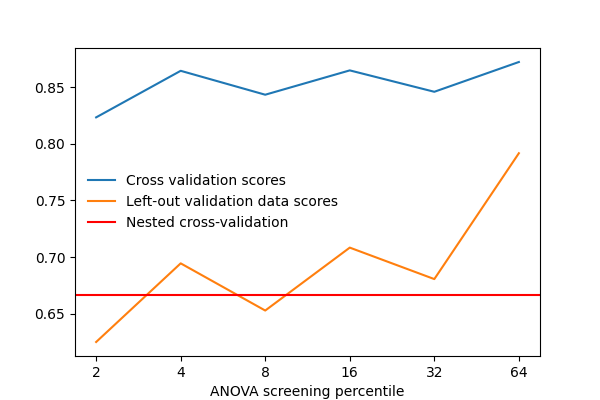 0.85
0.80
0.75
0.70
0.65
Cross validation scores
Left-out validation data scores
Nested cross-validation
2 4 8 16 32 64
ANOVA screening percentile